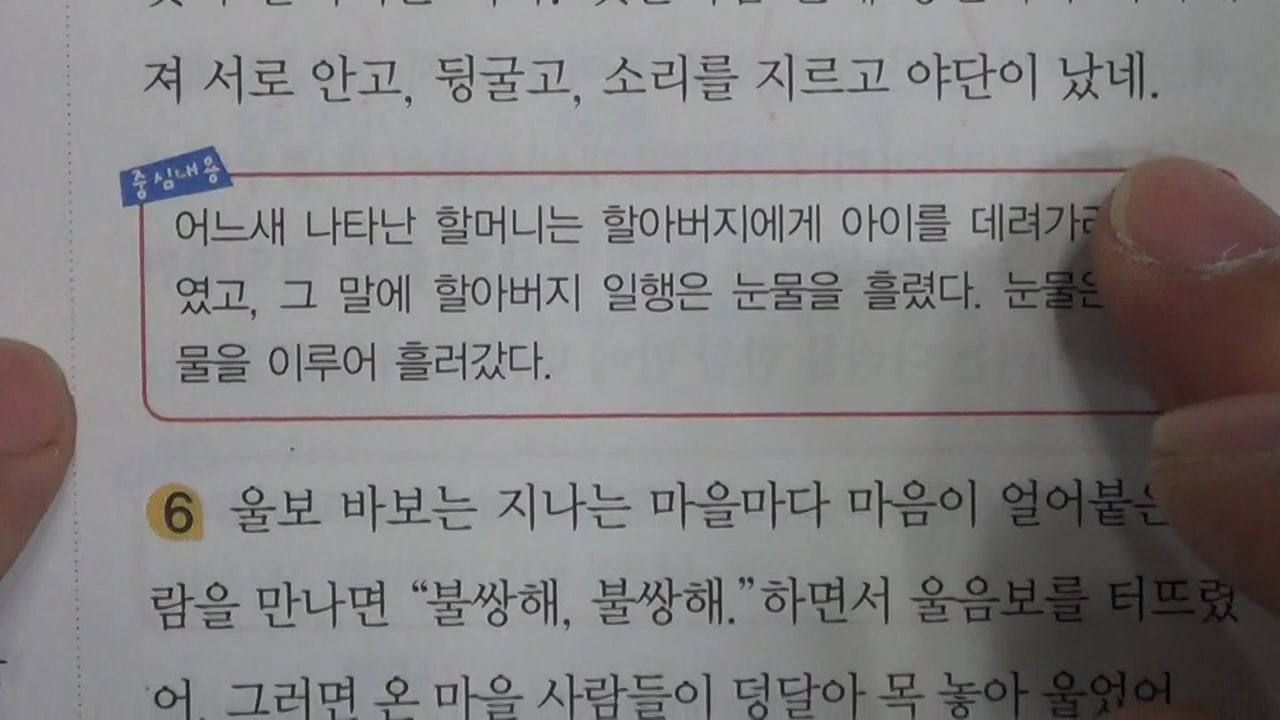 져 서로 안고, 뒹굴고, 소리를 지르고 야단이 났네.
중심내용
어느새 나타난 할머니는 할아버지에게 아이를 데려가
였고, 그 말에 할아버지 일행은 눈물을 흘렸다. 눈물은
물을 이루어 흘러갔다.
6 울보 바보는 지나는 마을마다 마음이 얼어붙은
람을 만나면 “불쌍해, 불쌍해.”하면서 울음보를 터뜨렸
어. 그러면 온 마을 사람들이 덩달아 목 놓아 울었어